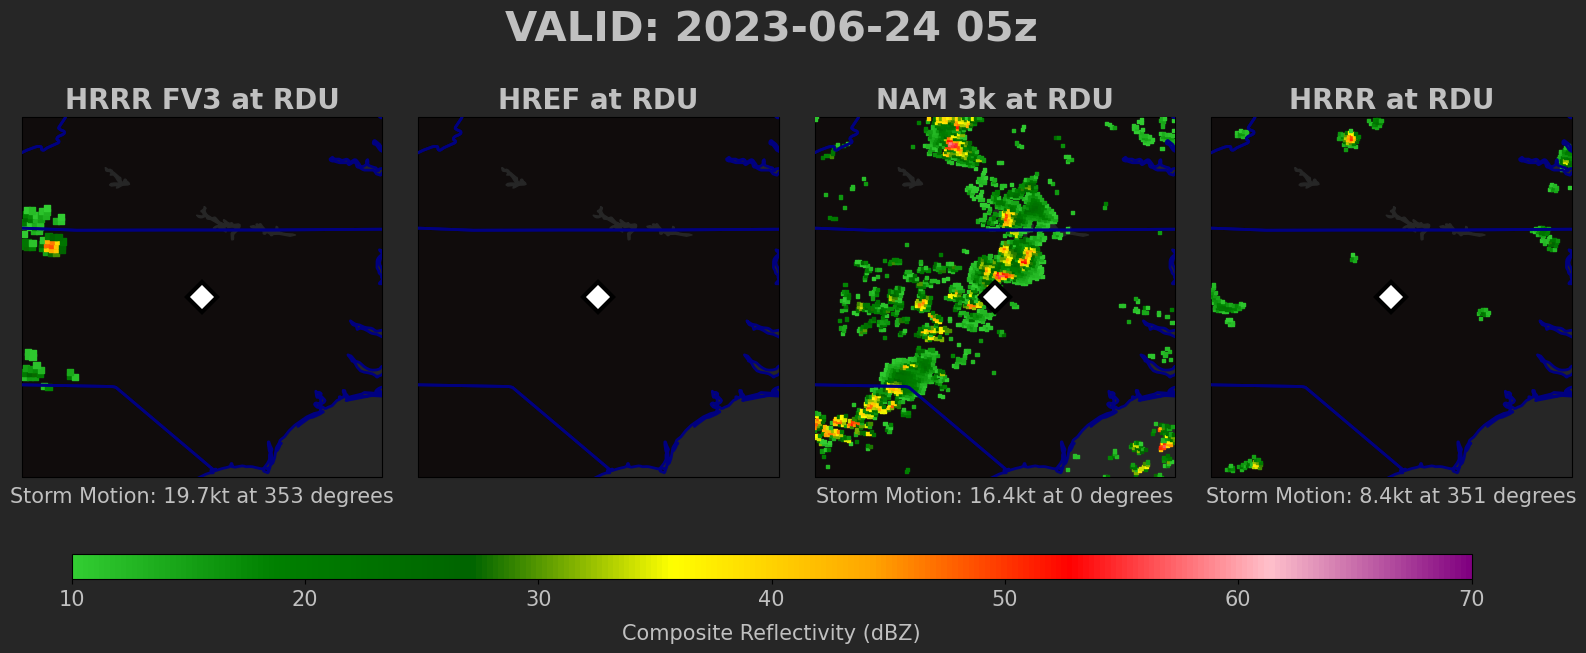 VALID: 2023-06-24 05z
HRRR FV3 at RDU
HREF at RDU
NAM 3k at RDU
HRRR at RDU
Storm Motion: 19.7kt at 353 degrees
Storm Motion: 16.4kt at 0 degrees
Storm Motion: 8.4kt at 351 degrees
10 20 30 40 50 60 70
Composite Reflectivity (dBZ)